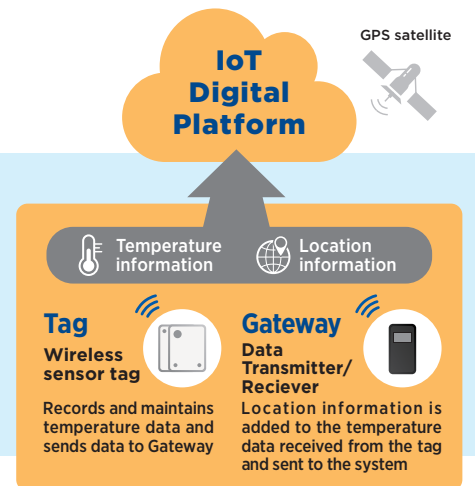 GPS satellite
IoT
Digital
Platform
Temperature
information
Location
information
Tag
Wireless
sensor tag
Records and maintains
temperature data and
sends data to Gateway
Gateway
Data
Transmitter/
Reciever
Location information is
added to the temperature
data received from the tag
and sent to the system